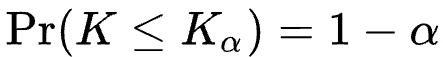 Pr(K ≤ K_α) = 1 − α